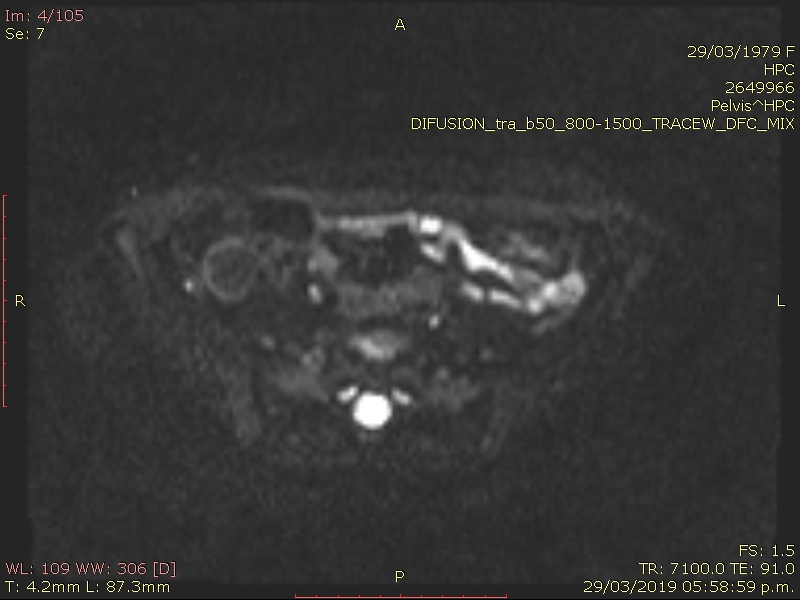 Im: 4/105
Se: 7
A
29/03/1979 F
HPC
2649966
Pelvis^HPC
DIFUSION_tra_b50_800-1500_TRACEW_DFC_MIX
R
L
WL: 109 WW: 306 [D]
T: 4.2mm L: 87.3mm
P
FS: 1.5
TR: 7100.0 TE: 91.0
29/03/2019 05:58:59 p.m.